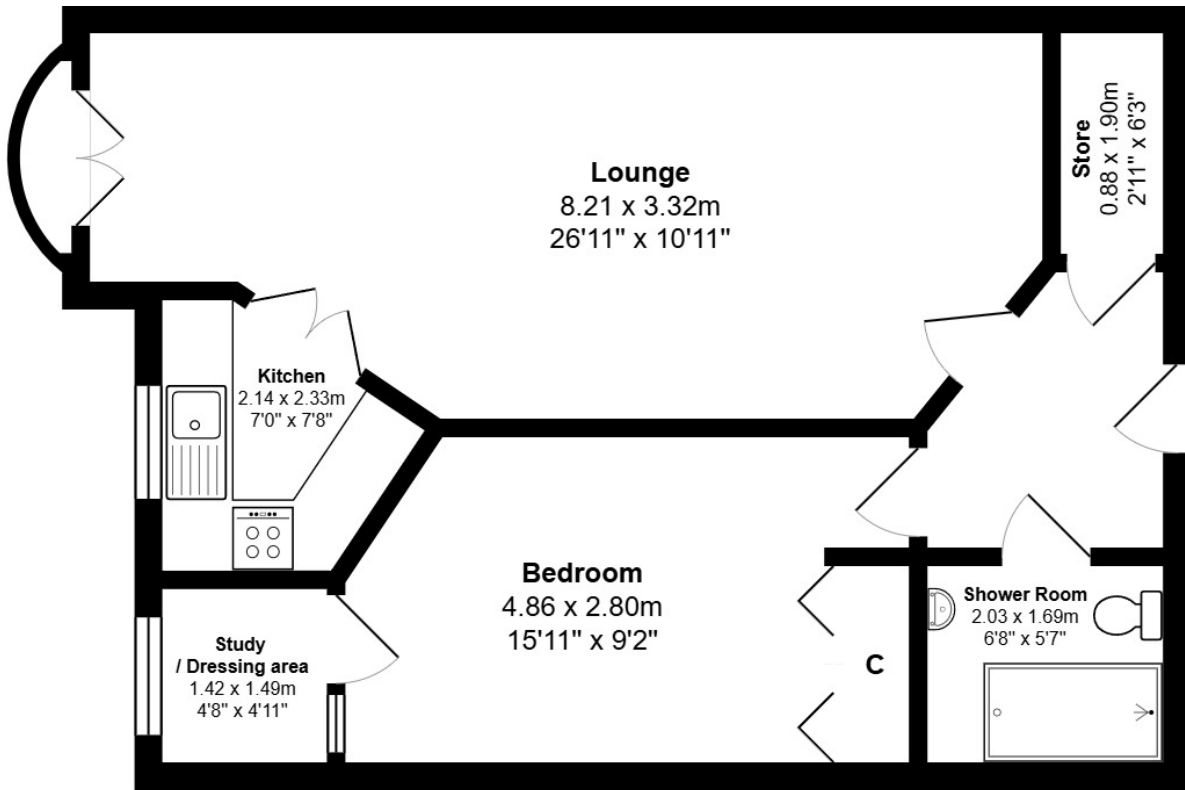 Lounge
8.21 x 3.32m
26'11" x 10'11"
Store
0.88 x 1.90m
2'11" x 6'3"
Kitchen
2.14 x 2.33m
7'0" x 7'8"
Bedroom
4.86 x 2.80m
15'11" x 9'2"
Study
/ Dressing area
1.42 x 1.49m
4'8" x 4'11"
C
Shower Room
2.03 x 1.69m
6'8" x 5'7"